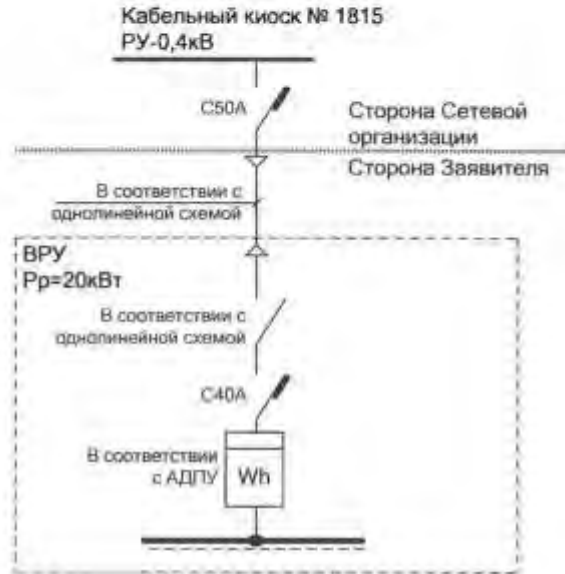 Кабельный киоск № 1815
РУ-0,4кВ
С50А
Сторона Сетевой
организации
Сторона Заявителя
В соответствии с
однолинейной схемой
ВРУ
Рр=20кВт
В соответствии с
однолинейной схемой
С40А
В соответствии
с АДПУ
Wh